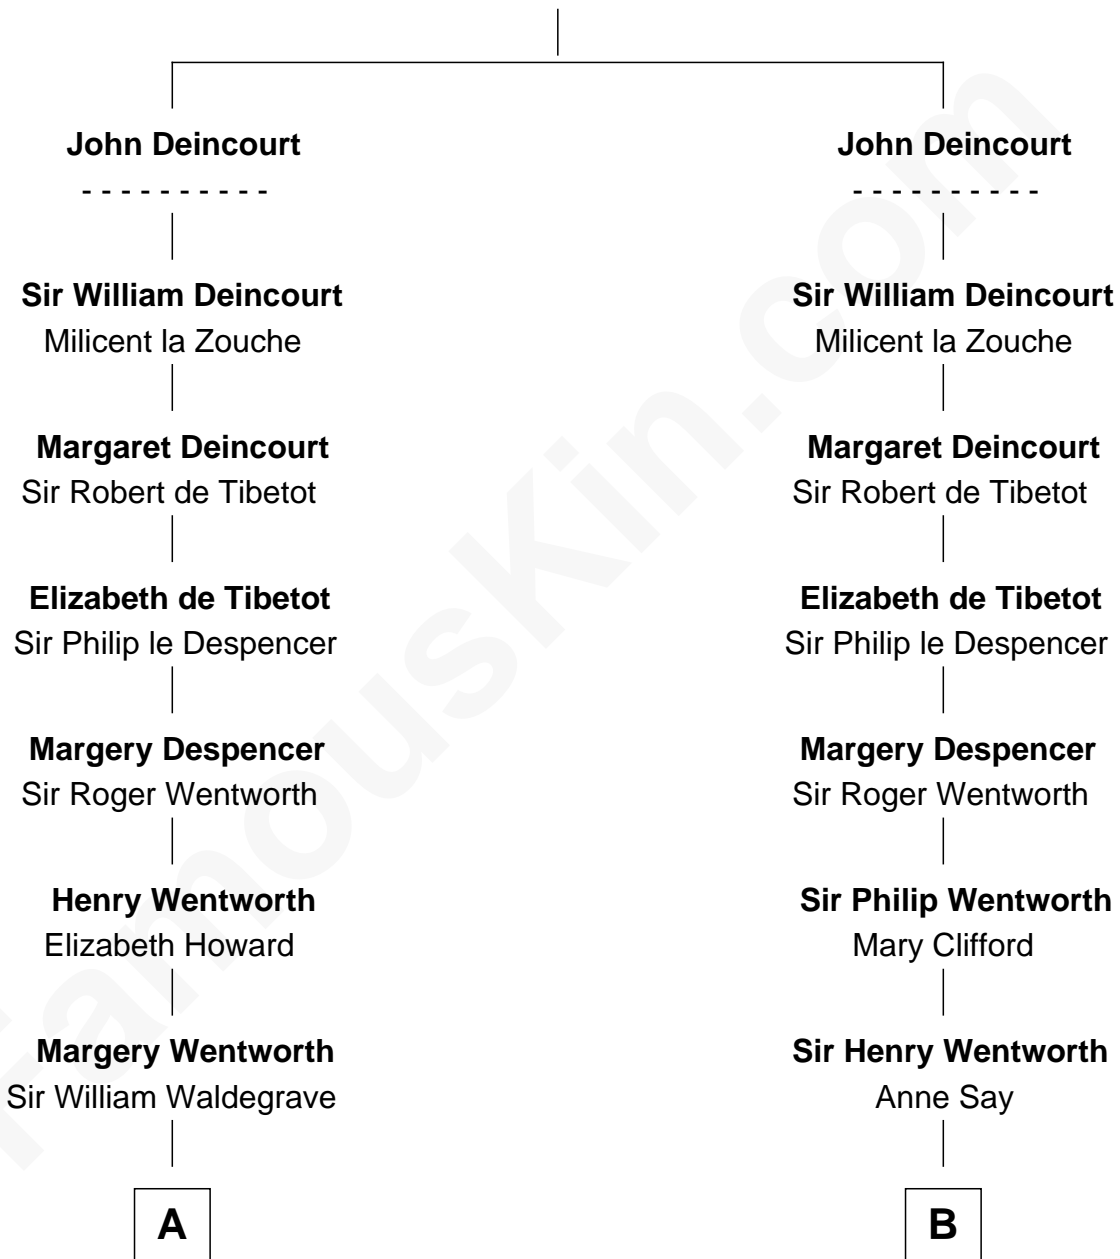 John Deincourt John Deincourt
- - - - - - - - - - - - - - - - - - - -
Sir William Deincourt Sir William Deincourt
Milicent la Zouche Milicent la Zouche
Margaret Deincourt Margaret Deincourt
Sir Robert de Tibetot Sir Robert de Tibetot
Elizabeth de Tibetot Elizabeth de Tibetot
Sir Philip le Despencer Sir Philip le Despencer
Margery Despencer Margery Despencer
Sir Roger Wentworth Sir Roger Wentworth
Henry Wentworth Sir Philip Wentworth
Elizabeth Howard Mary Clifford
Margery Wentworth Sir Henry Wentworth
Sir William Waldegrave Anne Say
A B
FamousKin.com